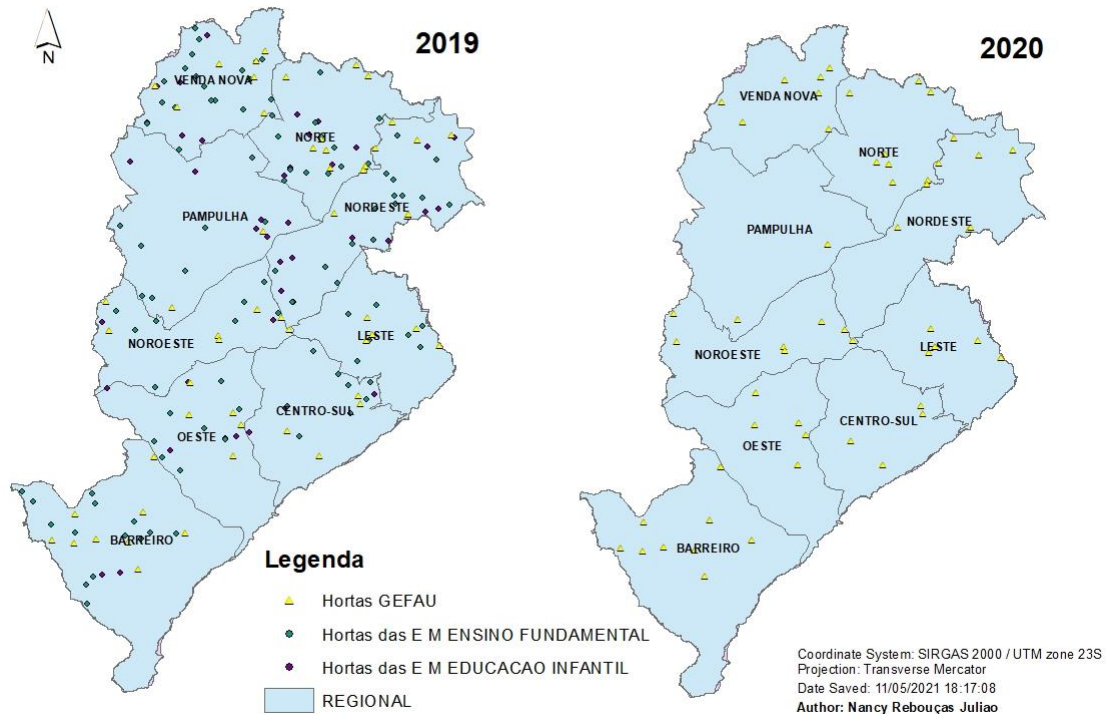 2019
2020
N
VENDA NOVA
NORTE
PAMPULHA
NORDESTE
NOROESTE
LESTE
CENTRO-SUL
OESTE
BARREIRO
VENDA NOVA
NORTE
PAMPULHA
NORDESTE
NOROESTE
LESTE
CENTRO-SUL
OESTE
BARREIRO
Legenda
Hortas GEFAU
Hortas das E M ENSINO FUNDAMENTAL
Hortas das E M EDUCACAO INFANTIL
REGIONAL
Coordinate System: SIRGAS 2000 / UTM zone 23S
Projection: Transverse Mercator
Date Saved: 11/05/2021 18:17:08
Author: Nancy Rebouças Juliao